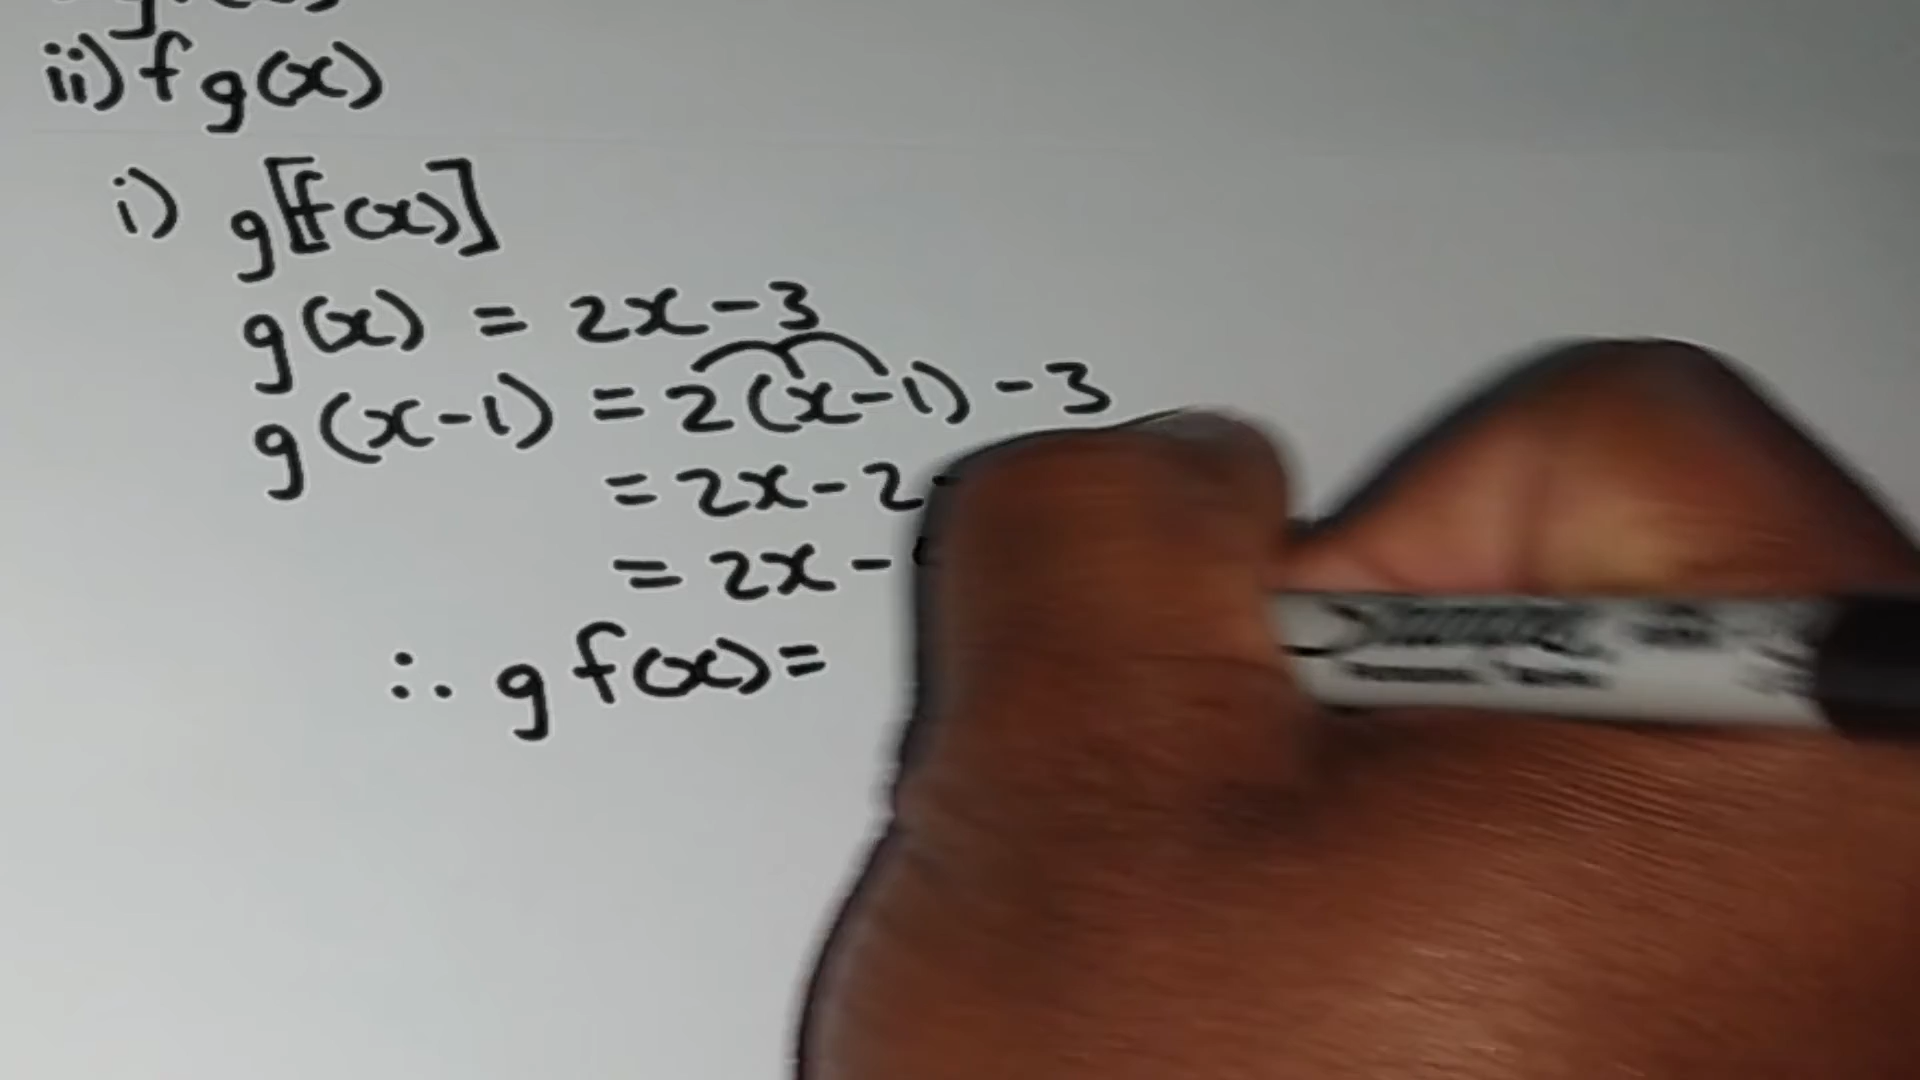 ii) fg(x)
i) g[f(x)]
g(x) = 2x-3
g(x-1) = 2(x-1) -3
= 2x-2-
= 2x-
∴ gf(x)=